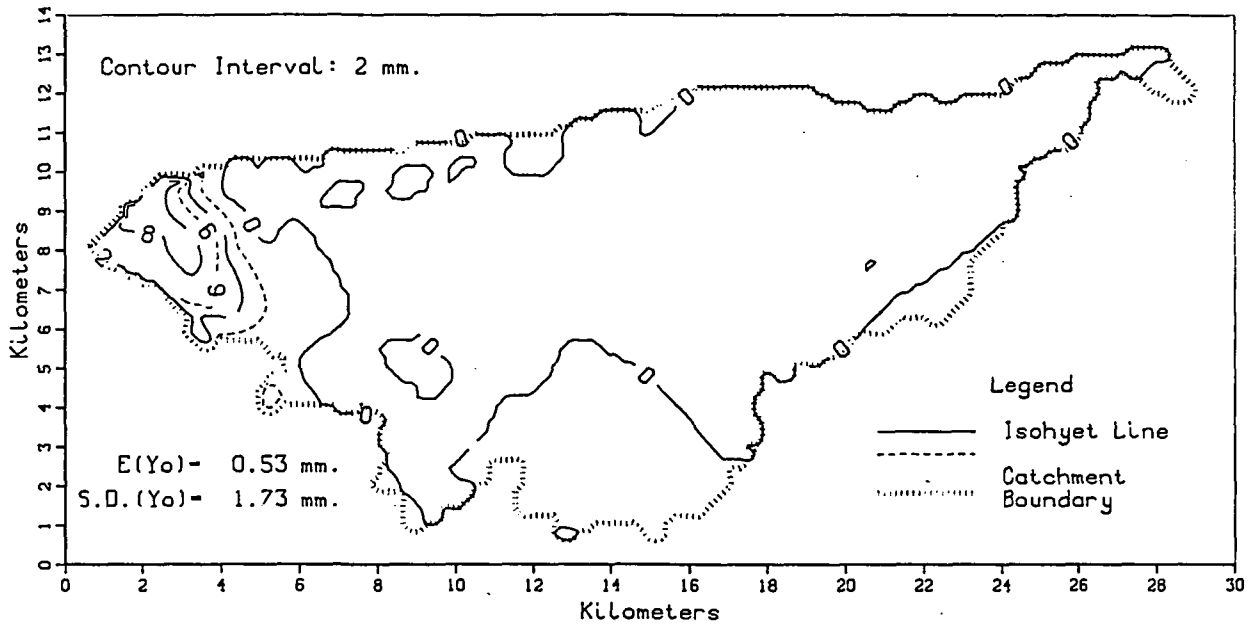 14
13
12
11
10
9
8
7
6
5
4
3
2
1
0
Kilometers
Contour Interval: 2 mm.
0
0
0
0
0
8
6
0
2
6
0
0
0
0
E(Yo)- 0.53 mm.
S.D.(Yo)- 1.73 mm.
Legend
Isohyet Line
Catchment
Boundary
0 2 4 6 8 10 12 14 16 18 20 22 24 26 28 30
Kilometers